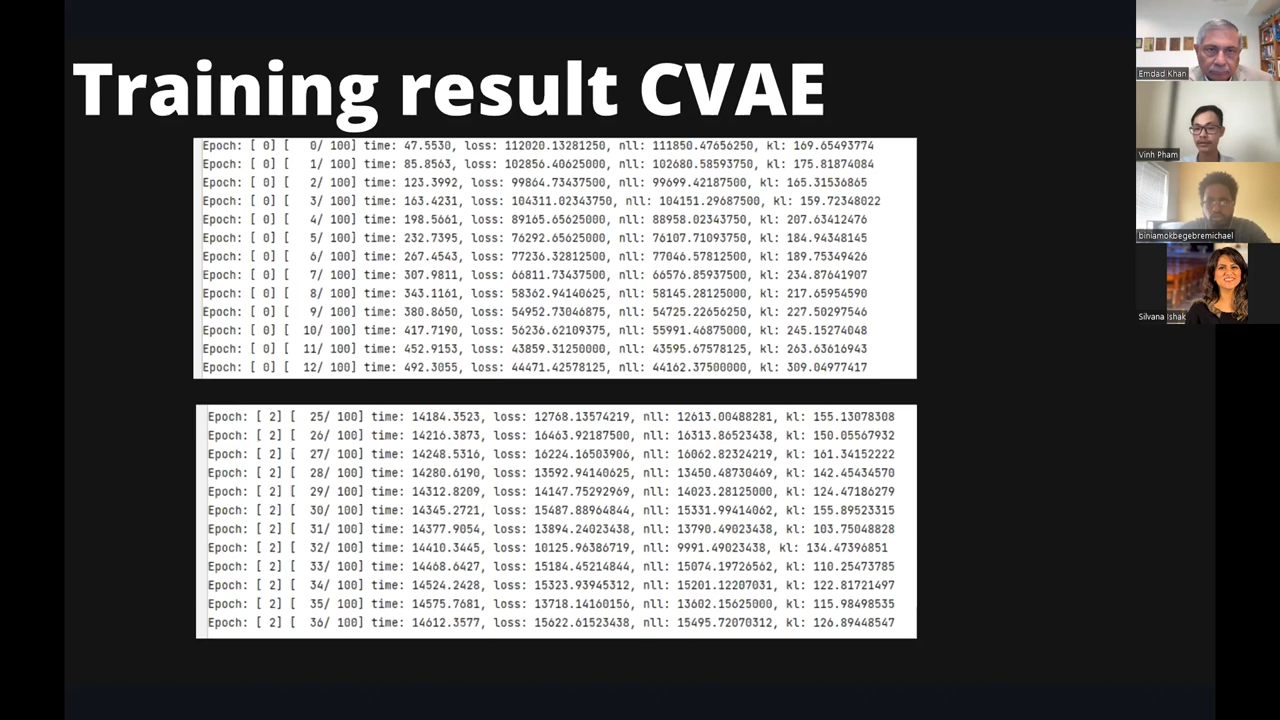 Training result CVAE
Epoch: [ 0] [ 0/ 100] time: 47.5530, loss: 112020.13281250, nll: 111850.47656250, kl: 169.65493774
Epoch: [ 0] [ 1/ 100] time: 85.8593, loss: 102856.40625000, nll: 102680.58593750, kl: 175.81874084
Epoch: [ 0] [ 2/ 100] time: 123.3992, loss: 99864.73437500, nll: 99699.42187500, kl: 165.31536865
Epoch: [ 0] [ 3/ 100] time: 163.4231, loss: 104311.02343750, nll: 104151.29687500, kl: 159.72348022
Epoch: [ 0] [ 4/ 100] time: 198.5661, loss: 89165.65625000, nll: 88958.02343750, kl: 207.63412476
Epoch: [ 0] [ 5/ 100] time: 232.7505, loss: 76292.65625000, nll: 76107.71093750, kl: 184.94348145
Epoch: [ 0] [ 6/ 100] time: 267.4543, loss: 77236.32812500, nll: 77046.57812500, kl: 189.75349426
Epoch: [ 0] [ 7/ 100] time: 307.9811, loss: 66811.73437500, nll: 66576.85937500, kl: 234.87641907
Epoch: [ 0] [ 8/ 100] time: 343.1161, loss: 58362.94140625, nll: 58145.28125000, kl: 217.65954590
Epoch: [ 0] [ 9/ 100] time: 380.8650, loss: 54952.73046875, nll: 54725.22656250, kl: 227.50297546
Epoch: [ 0] [ 10/ 100] time: 417.7190, loss: 56236.62109375, nll: 55991.46875000, kl: 245.15274048
Epoch: [ 0] [ 11/ 100] time: 452.9153, loss: 43859.31250000, nll: 43595.67578125, kl: 263.63616943
Epoch: [ 0] [ 12/ 100] time: 492.3055, loss: 44471.42578125, nll: 44162.37500000, kl: 309.04977417
Epoch: [ 2] [ 25/ 100] time: 14184.3523, loss: 12768.13574219, nll: 12613.00488281, kl: 155.13078308
Epoch: [ 2] [ 26/ 100] time: 14216.3873, loss: 16463.92187500, nll: 16313.86523438, kl: 150.05567932
Epoch: [ 2] [ 27/ 100] time: 14248.5316, loss: 16224.16503906, nll: 16062.82324219, kl: 161.34152222
Epoch: [ 2] [ 28/ 100] time: 14280.6190, loss: 13592.94140625, nll: 13450.48730469, kl: 142.45434570
Epoch: [ 2] [ 29/ 100] time: 14312.8209, loss: 14147.75292969, nll: 14023.28125000, kl: 124.47186279
Epoch: [ 2] [ 30/ 100] time: 14345.2721, loss: 15487.88964844, nll: 15331.99414062, kl: 155.89523315
Epoch: [ 2] [ 31/ 100] time: 14377.9054, loss: 13894.24023438, nll: 13790.49023438, kl: 103.75048828
Epoch: [ 2] [ 32/ 100] time: 14410.3445, loss: 10125.96386719, nll: 9991.49023438, kl: 134.47396851
Epoch: [ 2] [ 33/ 100] time: 14468.6427, loss: 15184.45214844, nll: 15074.19726562, kl: 110.25473785
Epoch: [ 2] [ 34/ 100] time: 14524.2428, loss: 15323.93945312, nll: 15201.12207031, kl: 122.81721497
Epoch: [ 2] [ 35/ 100] time: 14575.7681, loss: 13718.14160156, nll: 13602.15625000, kl: 115.98498535
Epoch: [ 2] [ 36/ 100] time: 14612.3577, loss: 15622.61523438, nll: 15495.72070312, kl: 126.89448547
Emdad Khan
Vinh Pham
biniamokbegebremichael
Silvana Ishak